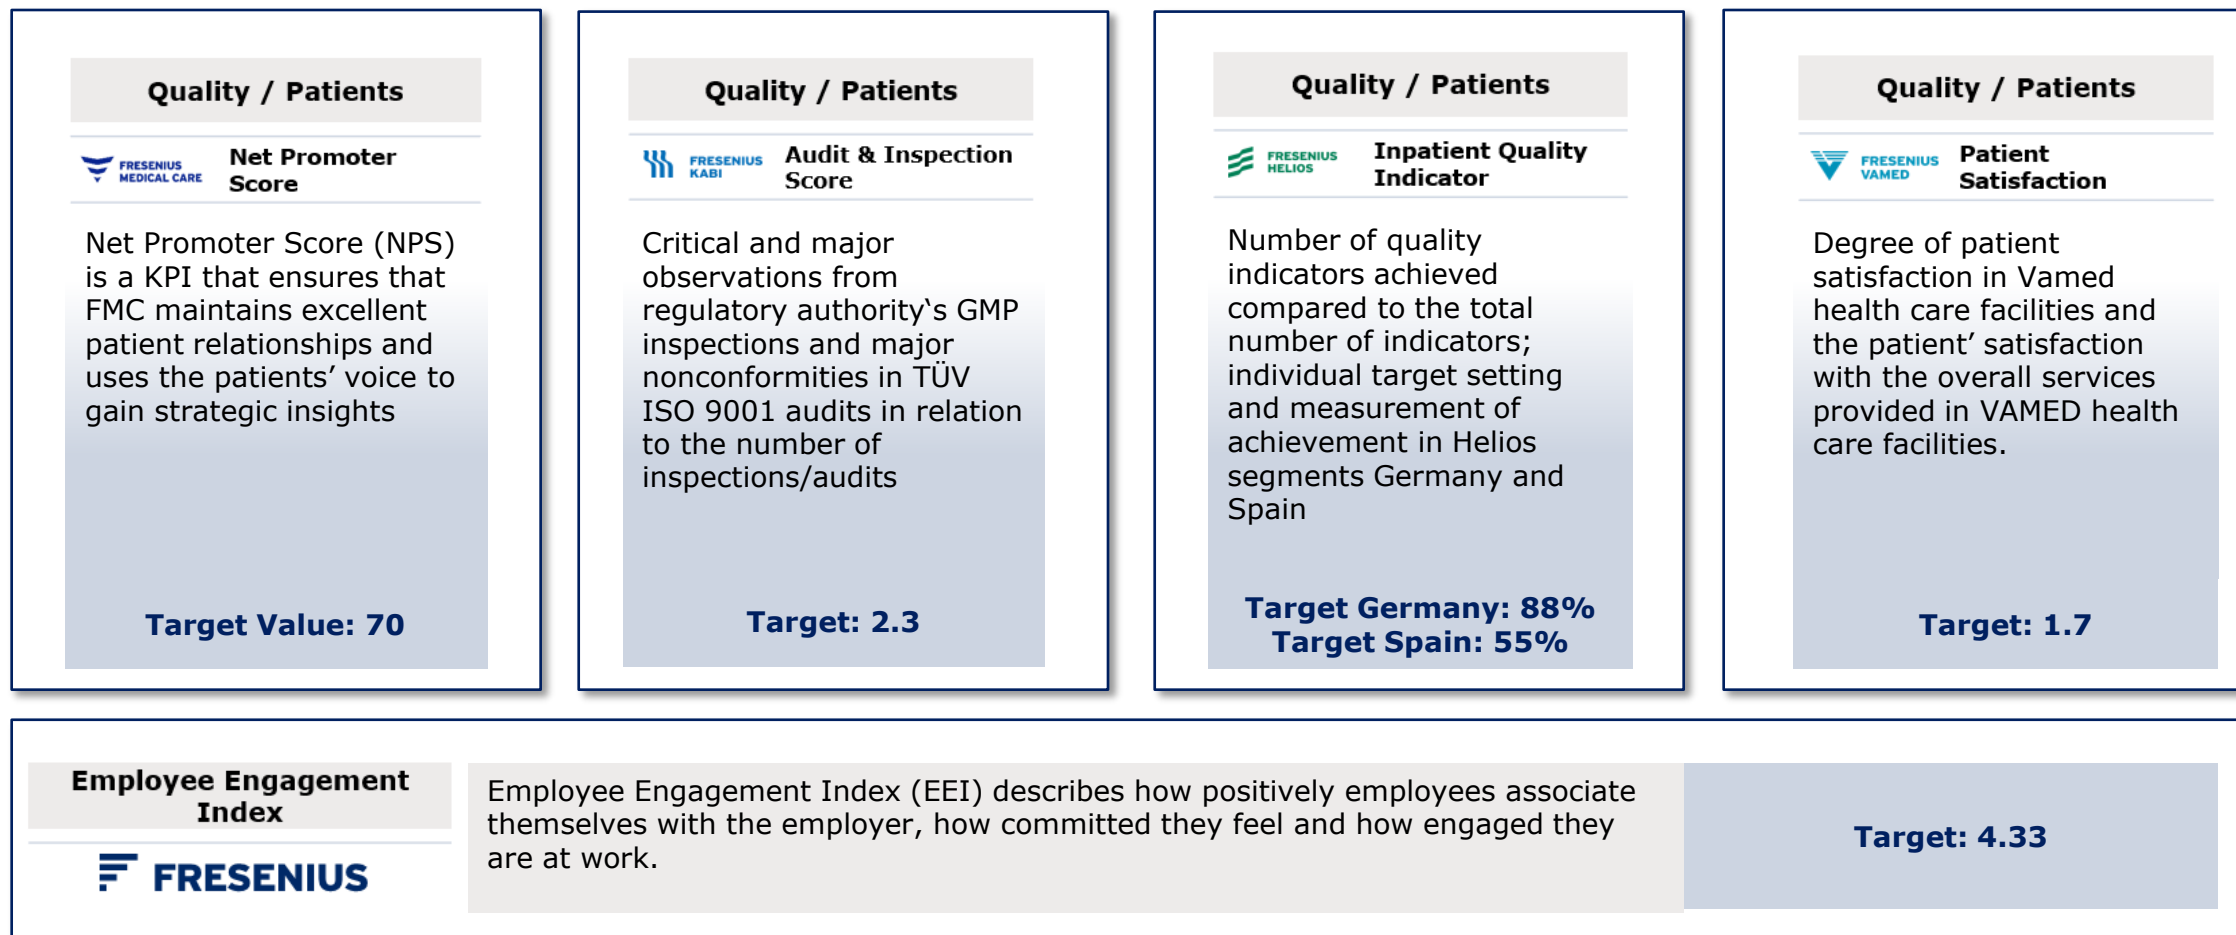 Quality / Patients
FRESENIUS
MEDICAL CARE
Net Promoter
Score
Net Promoter Score (NPS)
is a KPI that ensures that
FMC maintains excellent
patient relationships and
uses the patients’ voice to
gain strategic insights
Target Value: 70
Quality / Patients
FRESENIUS
KABI
Audit & Inspection
Score
Critical and major
observations from
regulatory authority‘s GMP
inspections and major
nonconformities in TÜV
ISO 9001 audits in relation
to the number of
inspections/audits
Target: 2.3
Quality / Patients
FRESENIUS
HELIOS
Inpatient Quality
Indicator
Number of quality
indicators achieved
compared to the total
number of indicators;
individual target setting
and measurement of
achievement in Helios
segments Germany and
Spain
Target Germany: 88%
Target Spain: 55%
Quality / Patients
FRESENIUS
VAMED
Patient
Satisfaction
Degree of patient
satisfaction in Vamed
health care facilities and
the patient’ satisfaction
with the overall services
provided in VAMED health
care facilities.
Target: 1.7
Employee Engagement
Index
FRESENIUS
Employee Engagement Index (EEI) describes how positively employees associate
themselves with the employer, how committed they feel and how engaged they
are at work.
Target: 4.33